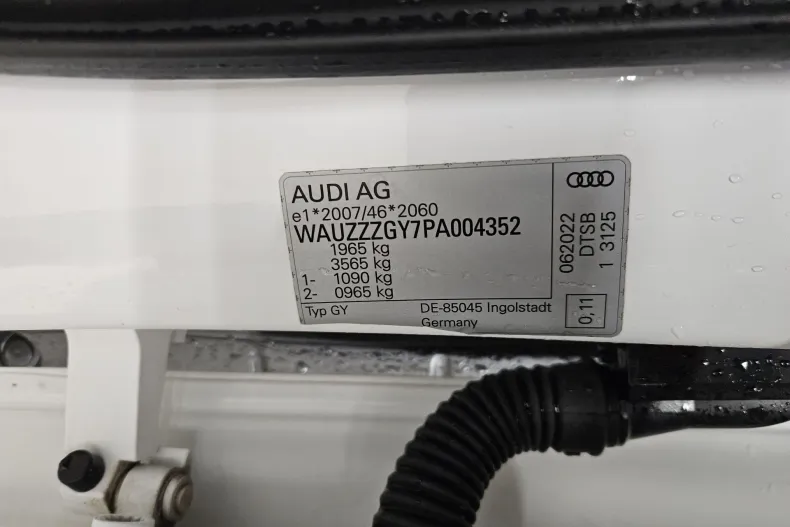 AUDI AG
e1*2007/46*2060
WAUZZZGY7PA004352
1965 kg
3565 kg
1- 1090 kg
2- 0965 kg
Typ GY
DE-85045 Ingolstadt
Germany
062022
DTSB
1 3125
0,11